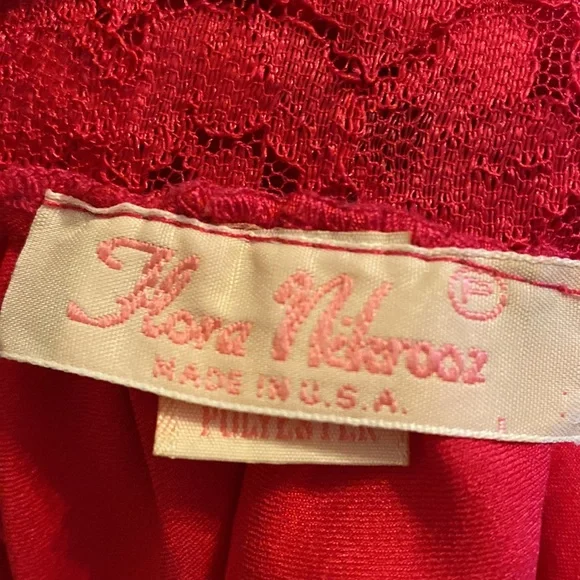 Flora Nikrooz
P
MADE IN U.S.A.
POLYESTER